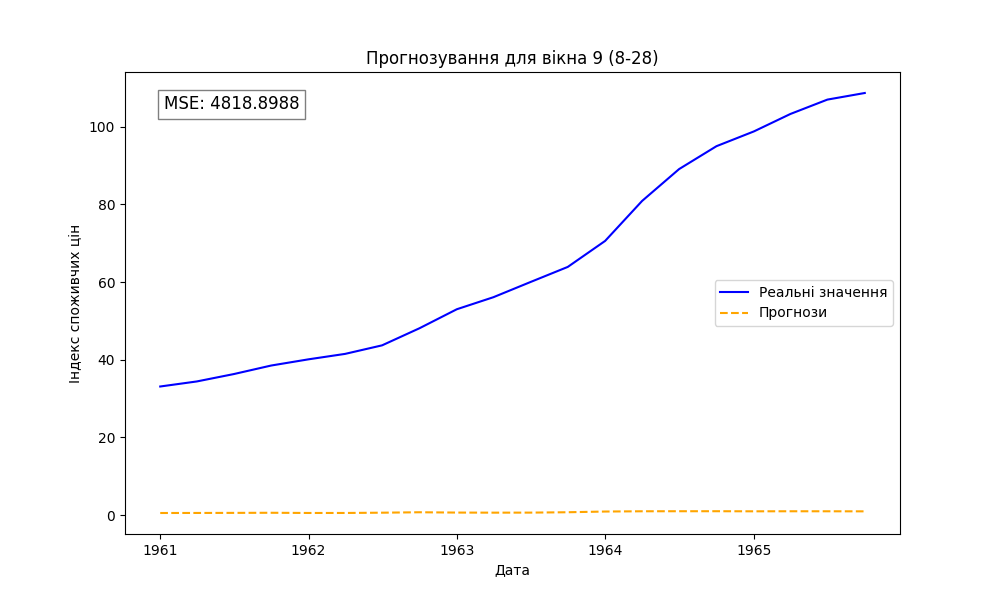 Прогнозування для вікна 9 (8-28)
MSE: 4818.8988
100
80
60
40
20
0
Індекс споживчих цін
Реальні значення
Прогнози
1961 1962 1963 1964 1965
Дата